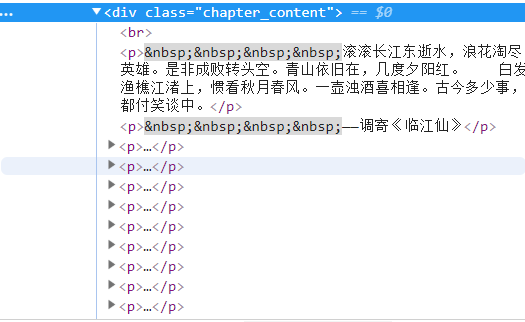 … ▼<div class="chapter_content"> == $0
<br>
<p>&nbsp;&nbsp;&nbsp;&nbsp;滚滚长江东逝水，浪花淘尽
英雄。是非成败转头空。青山依旧在，几度夕阳红。　　白发
渔樵江渚上，惯看秋月春风。一壶浊酒喜相逢。古今多少事，
都付笑谈中。</p>
<p>&nbsp;&nbsp;&nbsp;&nbsp;——调寄《临江仙》</p>
▶<p>…</p>
▶<p>…</p>
▶<p>…</p>
▶<p>…</p>
▶<p>…</p>
▶<p>…</p>
▶<p>…</p>
▶<p>…</p>
▶<p>…</p>